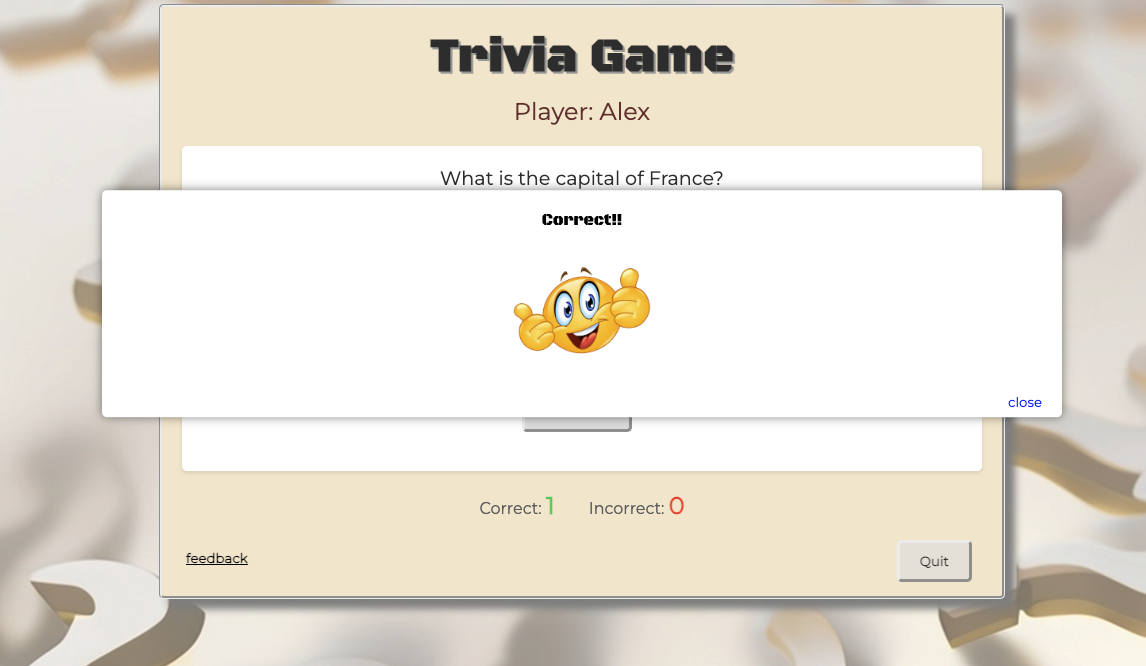 Trivia Game
Player: Alex
What is the capital of France?
Correct!!
close
Correct: 1 Incorrect: 0
feedback
Quit